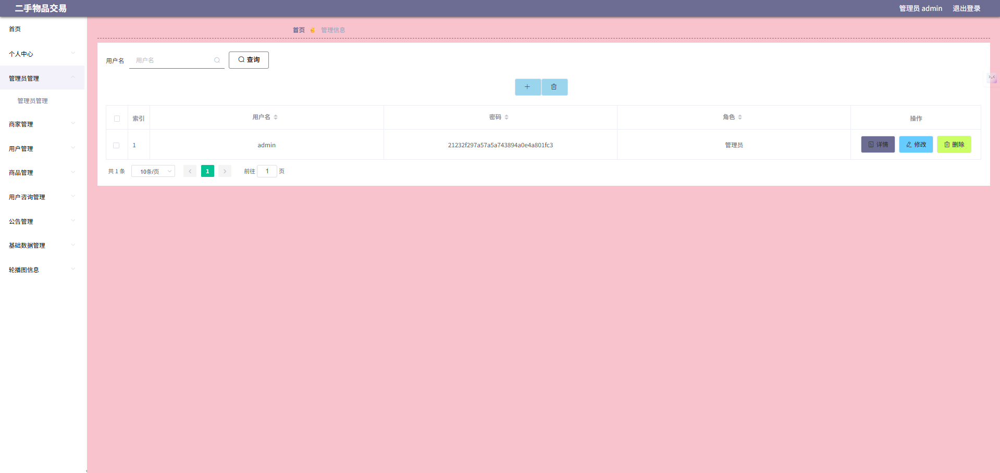 二手物品交易
管理员 admin 退出登录
首页
个人中心
管理员管理
管理员管理
商家管理
用户管理
商品管理
用户咨询管理
公告管理
基础数据管理
轮播图信息
首页 管理信息
用户名 用户名 查询
索引 用户名 密码 角色 操作
1 admin 21232f297a57a5a743894a0e4a801fc3 管理员 详情 修改 删除
共 1 条 10条/页 1 前往 1 页